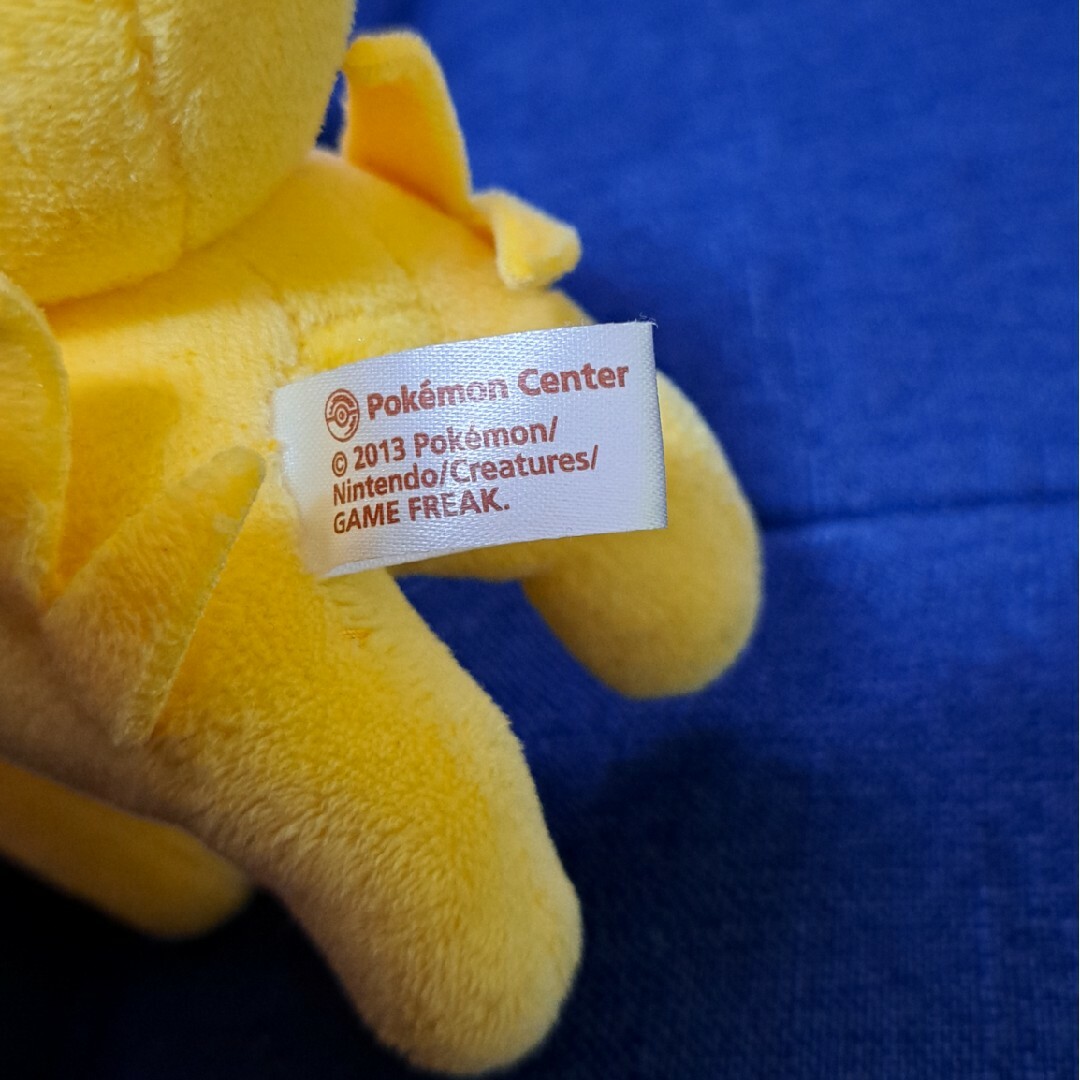 Pokémon Center
© 2013 Pokémon/
Nintendo/Creatures/
GAME FREAK.